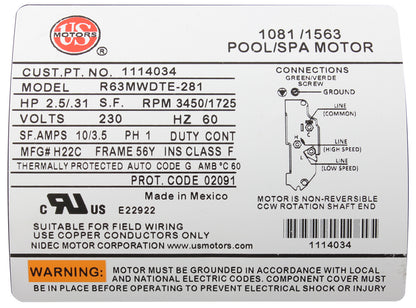 US
MOTORS
®
1081 /1563
POOL/SPA MOTOR
CUST.PT. NO. 1114034
MODEL R63MWDTE-281
HP 2.5/.31 S.F. RPM 3450/1725
VOLTS 230 HZ 60
SF.AMPS 10/3.5 PH 1 DUTY CONT
MFG# H22C FRAME 56Y INS CLASS F
THERMALLY PROTECTED AUTO CODE G AMB °C 60
PROT. CODE 02091
Made in Mexico
C US E22922
SUITABLE FOR FIELD WIRING
USE COPPER CONDUCTORS ONLY
NIDEC MOTOR CORPORATION www.usmotors.com
CONNECTIONS
GREEN/VERDE
SCREW
GROUND
LINE
(COMMON)
LINE
(HIGH SPEED)
LINE
(LOW SPEED)
MOTOR IS NON-REVERSIBLE
CCW ROTATION SHAFT END
1114034
WARNING: MOTOR MUST BE GROUNDED IN ACCORDANCE WITH LOCAL
AND NATIONAL ELECTRIC CODES. COMPONENT COVER MUST
BE IN PLACE TO PREVENT ELECTRICAL SHOCK OR INJURY